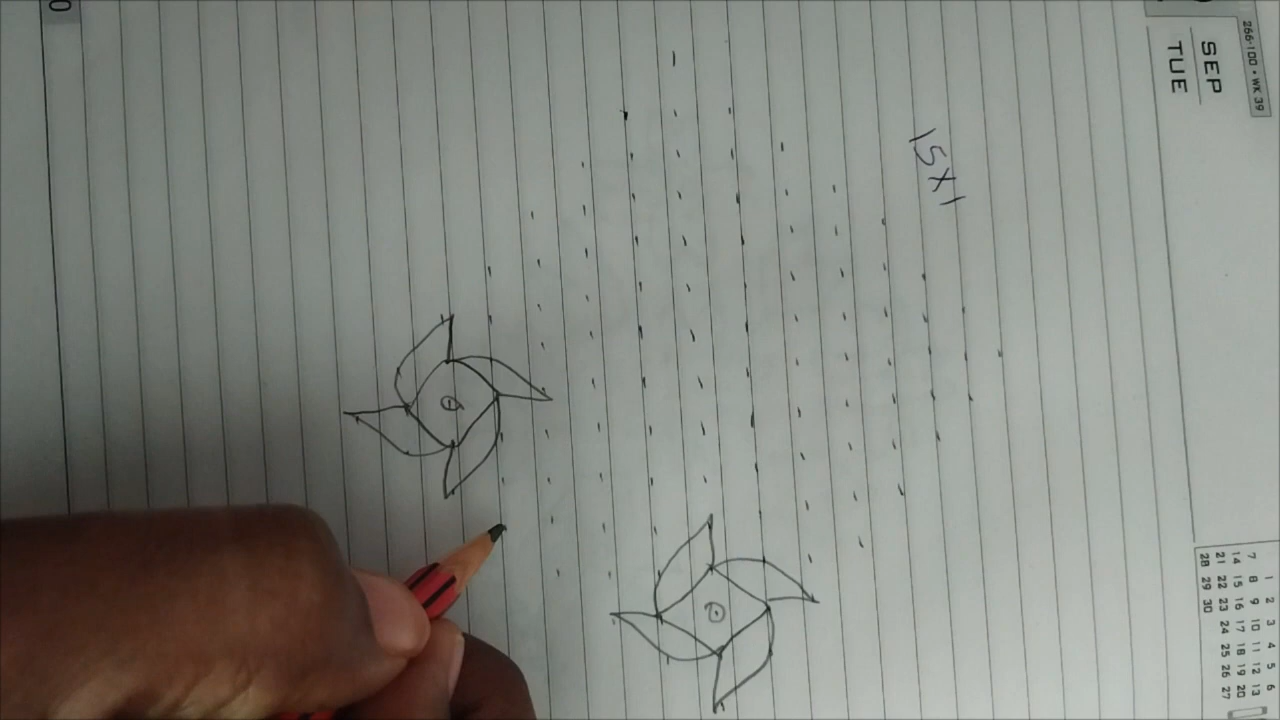 266-100 • WK 39
SEP
TUE
15X1
1 2 3 4 5 6
7 8 9 10 11 12 13
14 15 16 17 18 19 20
21 22 23 24 25 26 27
28 29 30